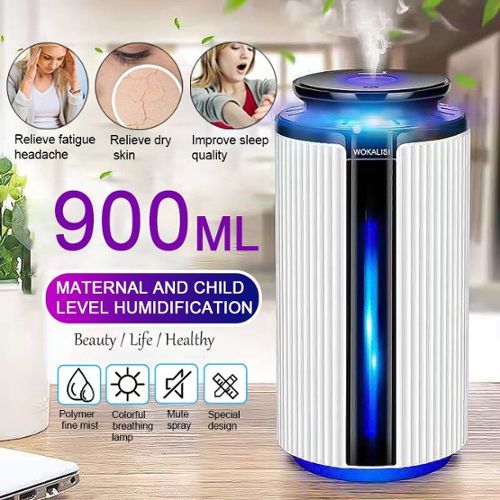 Relieve fatigue
headache
Relieve dry
skin
Improve sleep
quality
WOKALISI
900ML
MATERNAL AND CHILD
LEVEL HUMIDIFICATION
Beauty / Life / Healthy
Polymer
fine mist
Colorful
breathing
lamp
Mute
spray
Special
design